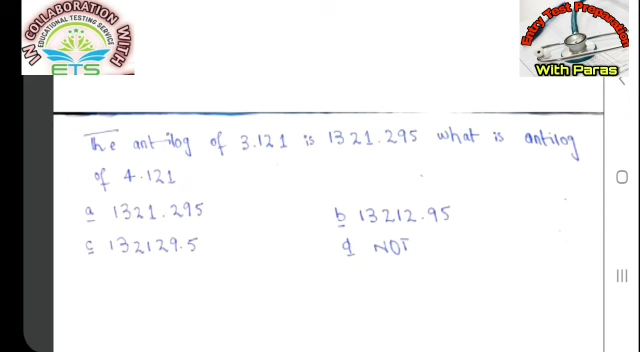 IN COLLABORATION WITH
EDUCATIONAL TESTING SERVICE
ETS
Entry Test Preparation
With Paras
The antilog of 3.121 is 1321.295 what is antilog
of 4.121
a 1321.295
b 13212.95
c 132129.5
d NOT